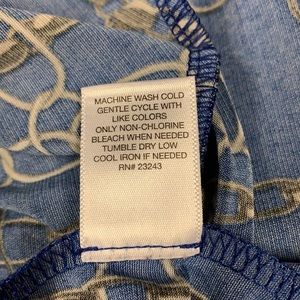 MACHINE WASH COLD
GENTLE CYCLE WITH
LIKE COLORS
ONLY NON-CHLORINE
BLEACH WHEN NEEDED
TUMBLE DRY LOW
COOL IRON IF NEEDED
RN# 23243